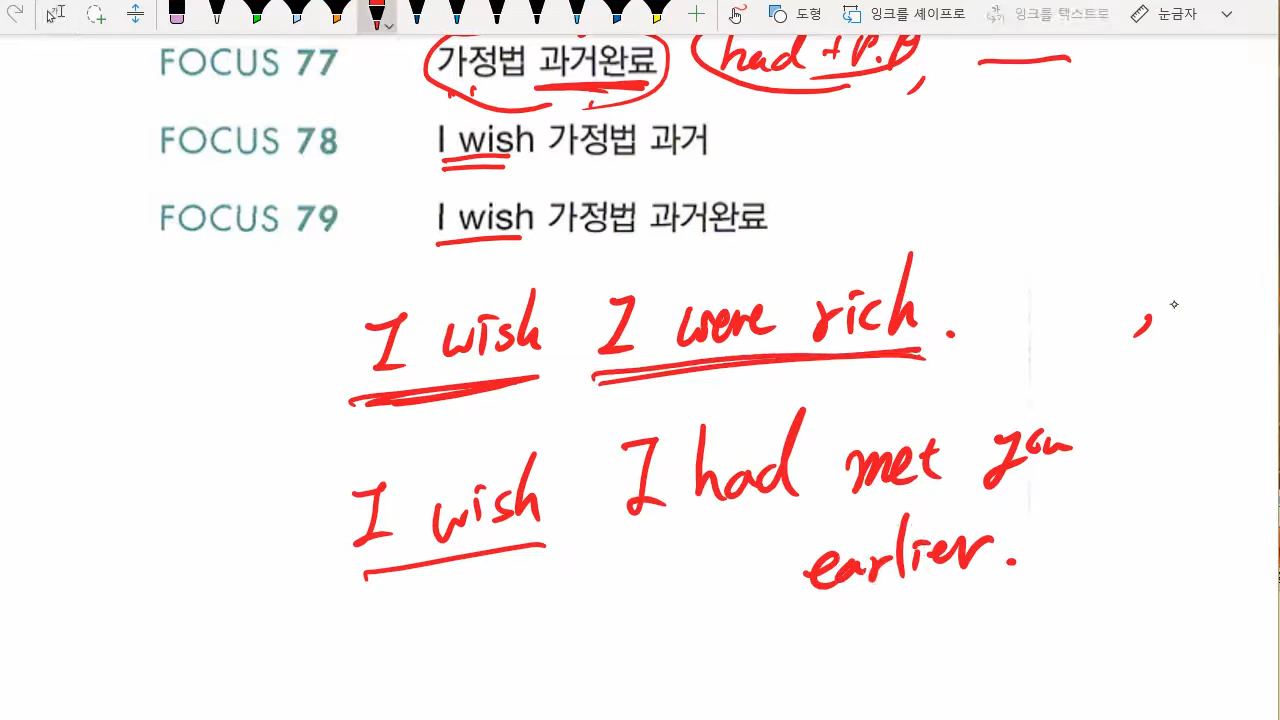 도형 잉크를 셰이프로 잉크를 텍스트로 눈금자
FOCUS 77 가정법 과거완료 had + P.P,
FOCUS 78 I wish 가정법 과거
FOCUS 79 I wish 가정법 과거완료
I wish I were rich. ,
I wish I had met you
earlier.